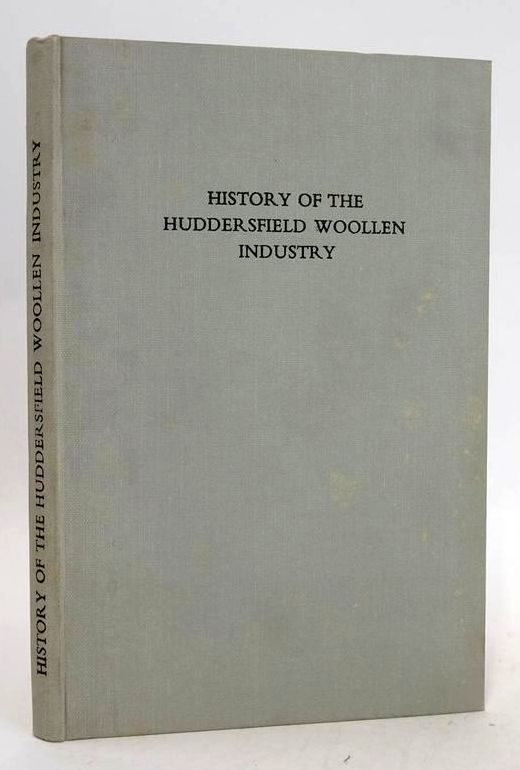 HISTORY OF THE
HUDDERSFIELD WOOLLEN
INDUSTRY
HISTORY OF THE HUDDERSFIELD WOOLLEN INDUSTRY